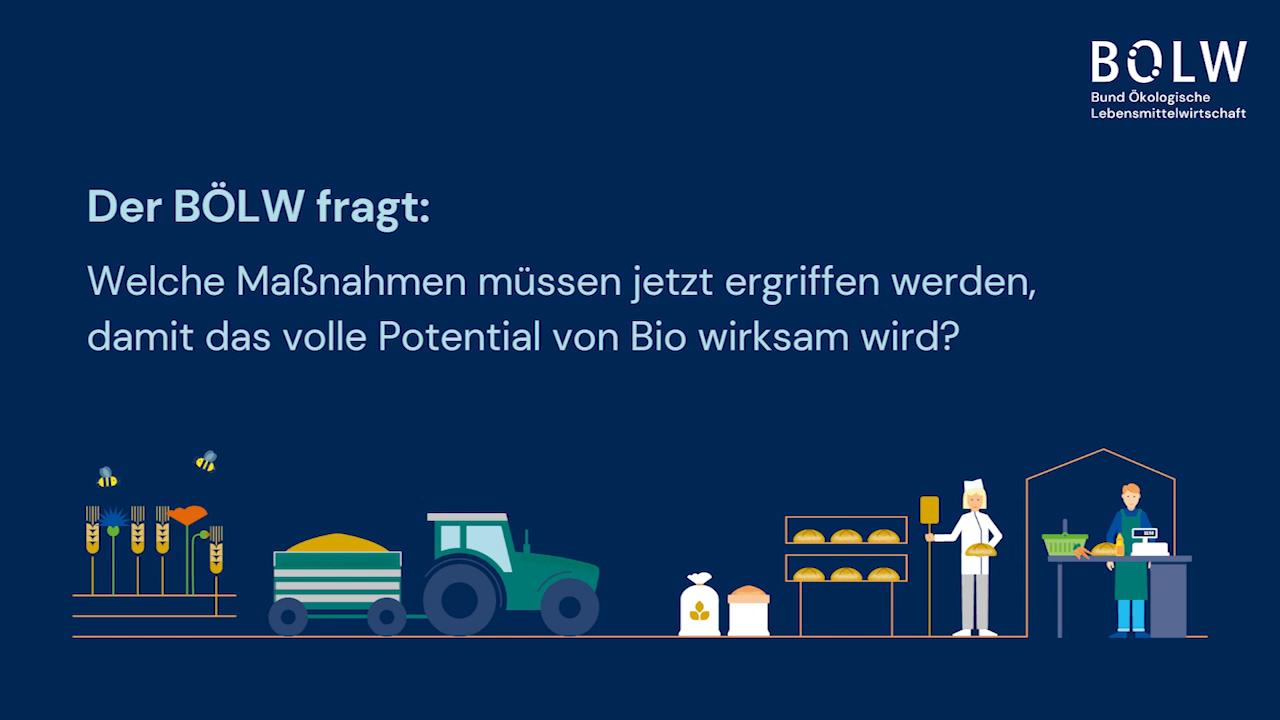 BÖLW
Bund Ökologische
Lebensmittelwirtschaft
Der BÖLW fragt:
Welche Maßnahmen müssen jetzt ergriffen werden,
damit das volle Potential von Bio wirksam wird?